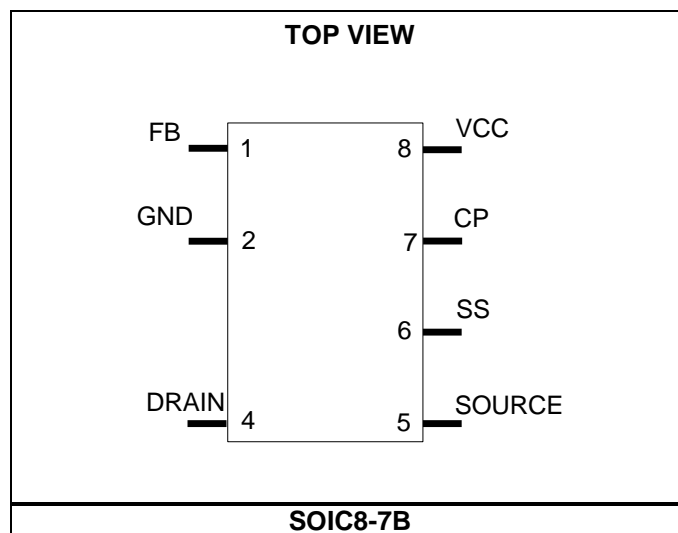 TOP VIEW
FB 1 8 VCC
GND 2 7 CP
6 SS
DRAIN 4 5 SOURCE
SOIC8-7B